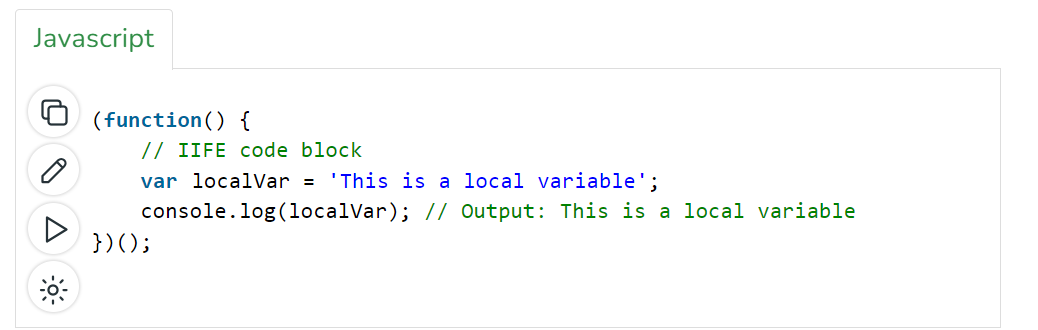 Javascript
(function() {
    // IIFE code block
    var localVar = 'This is a local variable';
    console.log(localVar); // Output: This is a local variable
})();